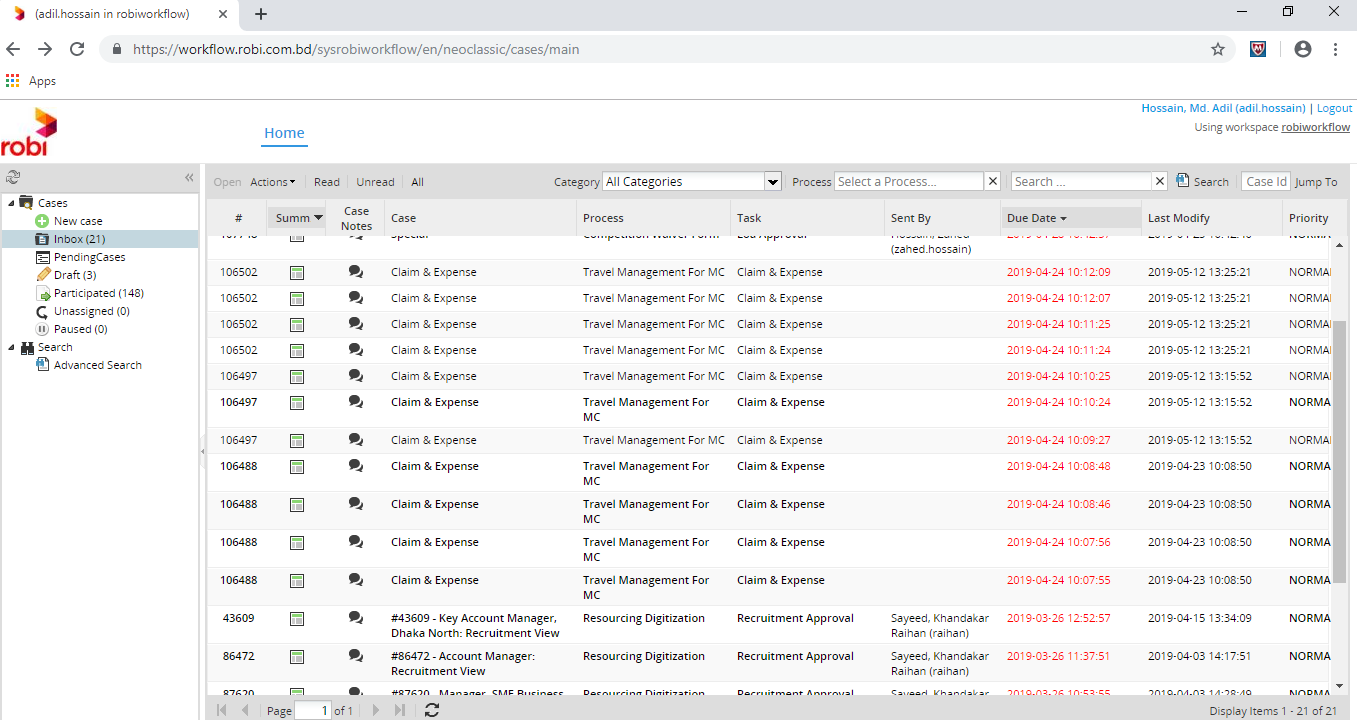 (adil.hossain in robiworkflow)
https://workflow.robi.com.bd/sysrobiworkflow/en/neoclassic/cases/main
Apps
robi
Home
Hossain, Md. Adil (adil.hossain) | Logout
Using workspace robiworkflow
Cases
New case
Inbox (21)
PendingCases
Draft (3)
Participated (148)
Unassigned (0)
Paused (0)
Search
Advanced Search
Open Actions Read Unread All Category All Categories Process Select a Process... Search ... Search Case Id Jump To
# Summ Case Notes Case Process Task Sent By Due Date Last Modify Priority
(zahed.hossain)
106502 Claim & Expense Travel Management For MC Claim & Expense 2019-04-24 10:12:09 2019-05-12 13:25:21 NORMA
106502 Claim & Expense Travel Management For MC Claim & Expense 2019-04-24 10:12:07 2019-05-12 13:25:21 NORMA
106502 Claim & Expense Travel Management For MC Claim & Expense 2019-04-24 10:11:25 2019-05-12 13:25:21 NORMA
106502 Claim & Expense Travel Management For MC Claim & Expense 2019-04-24 10:11:24 2019-05-12 13:25:21 NORMA
106497 Claim & Expense Travel Management For MC Claim & Expense 2019-04-24 10:10:25 2019-05-12 13:15:52 NORMA
106497 Claim & Expense Travel Management For Claim & Expense 2019-04-24 10:10:24 2019-05-12 13:15:52 NORMA
MC
106497 Claim & Expense Travel Management For MC Claim & Expense 2019-04-24 10:09:27 2019-05-12 13:15:52 NORMA
106488 Claim & Expense Travel Management For Claim & Expense 2019-04-24 10:08:48 2019-04-23 10:08:50 NORMA
MC
106488 Claim & Expense Travel Management For Claim & Expense 2019-04-24 10:08:46 2019-04-23 10:08:50 NORMA
MC
106488 Claim & Expense Travel Management For Claim & Expense 2019-04-24 10:07:56 2019-04-23 10:08:50 NORMA
MC
106488 Claim & Expense Travel Management For Claim & Expense 2019-04-24 10:07:55 2019-04-23 10:08:50 NORMA
MC
43609 #43609 - Key Account Manager, Resourcing Digitization Recruitment Approval Sayeed, Khandakar 2019-03-26 12:52:57 2019-04-15 13:34:09 NORMA
Dhaka North: Recruitment View Raihan (raihan)
86472 #86472 - Account Manager: Resourcing Digitization Recruitment Approval Sayeed, Khandakar 2019-03-26 11:37:51 2019-04-03 14:17:51 NORMA
Recruitment View Raihan (raihan)
87620 #87620 - Manager, SME Business Resourcing Digitization Recruitment Approval Sayeed, Khandakar 2019-03-26 10:53:55 2019-04-03 14:28:49 NORMA
Page 1 of 1 Display Items 1 - 21 of 21